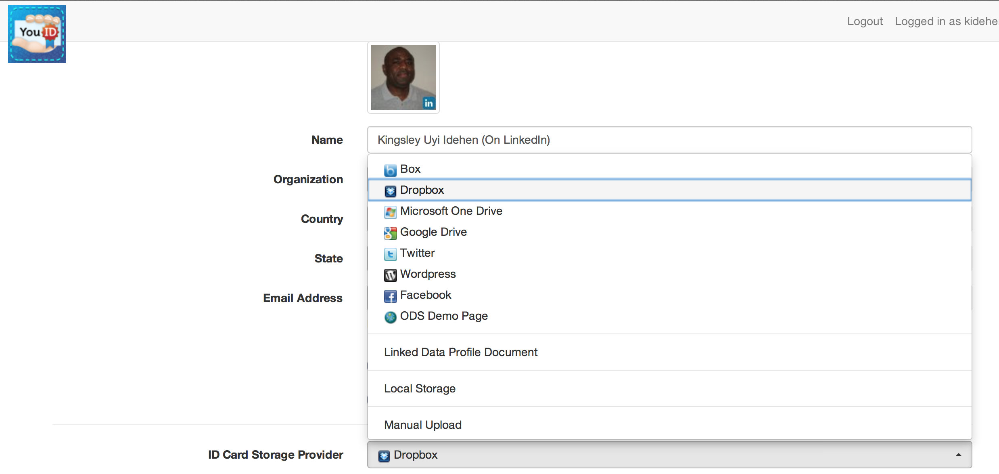 You ID
Logout Logged in as kidehe
in
Name Kingsley Uyi Idehen (On LinkedIn)
Box
Organization
Dropbox
Microsoft One Drive
Country
Google Drive
Twitter
State
Wordpress
Facebook
Email Address
ODS Demo Page
Linked Data Profile Document
Local Storage
Manual Upload
ID Card Storage Provider Dropbox